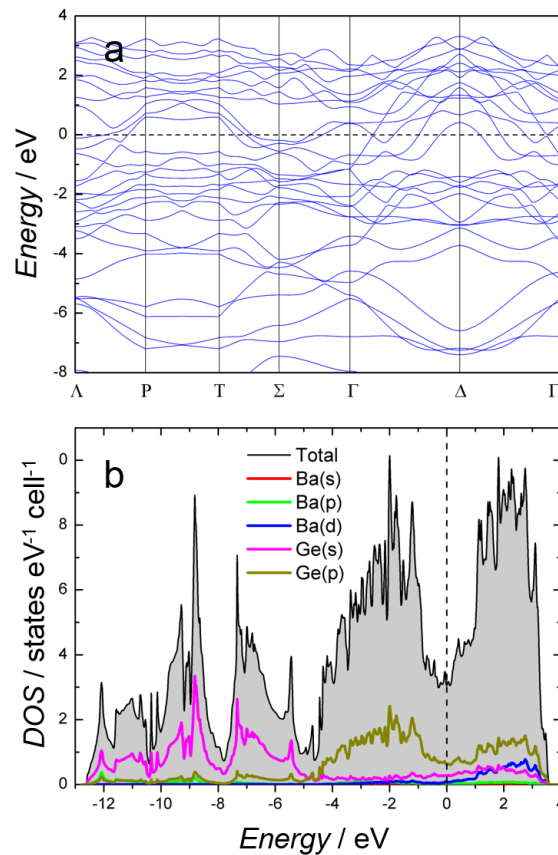 a
4
2
0
-2
-4
-6
-8
Energy / eV
Λ P T Σ Γ Δ Γ
b
Total
Ba(s)
Ba(p)
Ba(d)
Ge(s)
Ge(p)
0
8
6
4
2
0
DOS / states eV⁻¹ cell⁻¹
-12 -10 -8 -6 -4 -2 0 2 4
Energy / eV